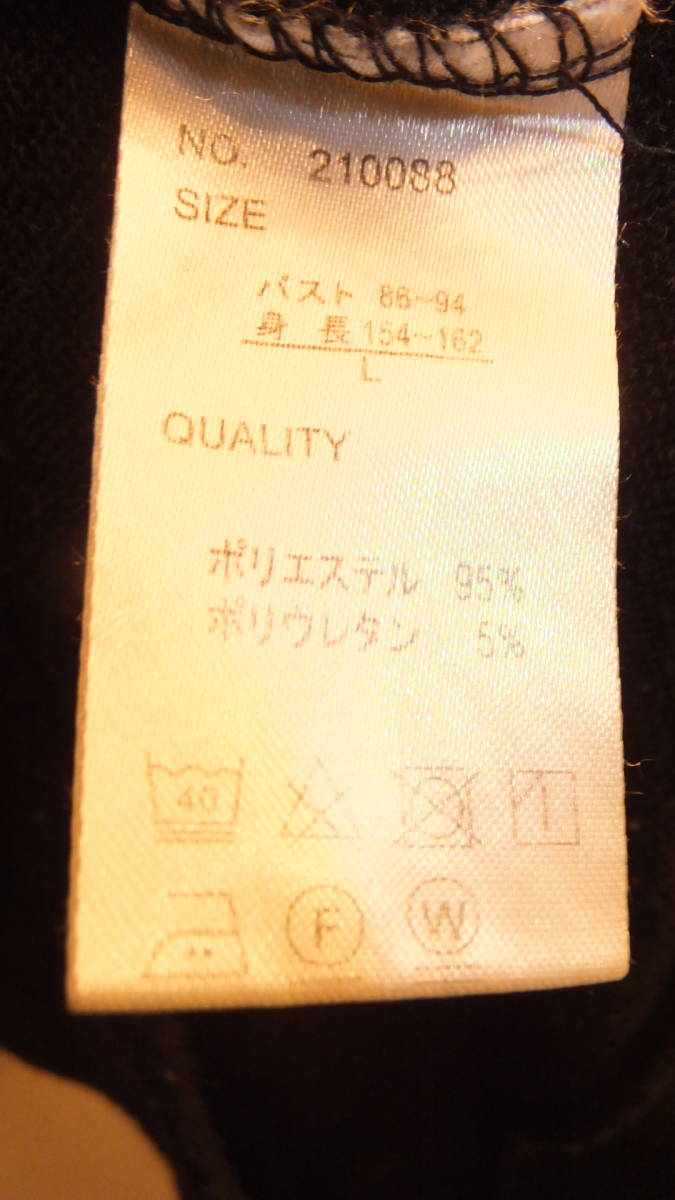 NO. 210088
SIZE
バスト 86~94
身 長 154~162
L
QUALITY
ポリエステル 95%
ポリウレタン 5%
40
F
W